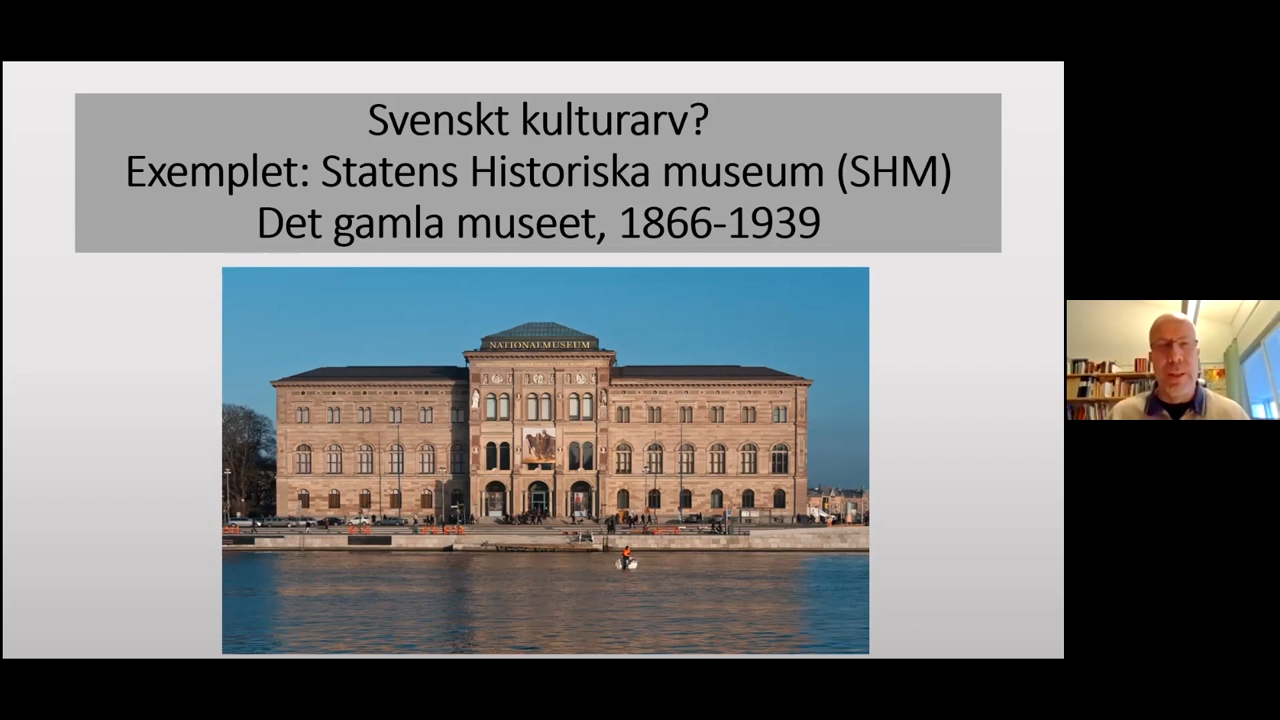 Svenskt kulturarv?
Exemplet: Statens Historiska museum (SHM)
Det gamla museet, 1866-1939
NATIONALMUSEUM